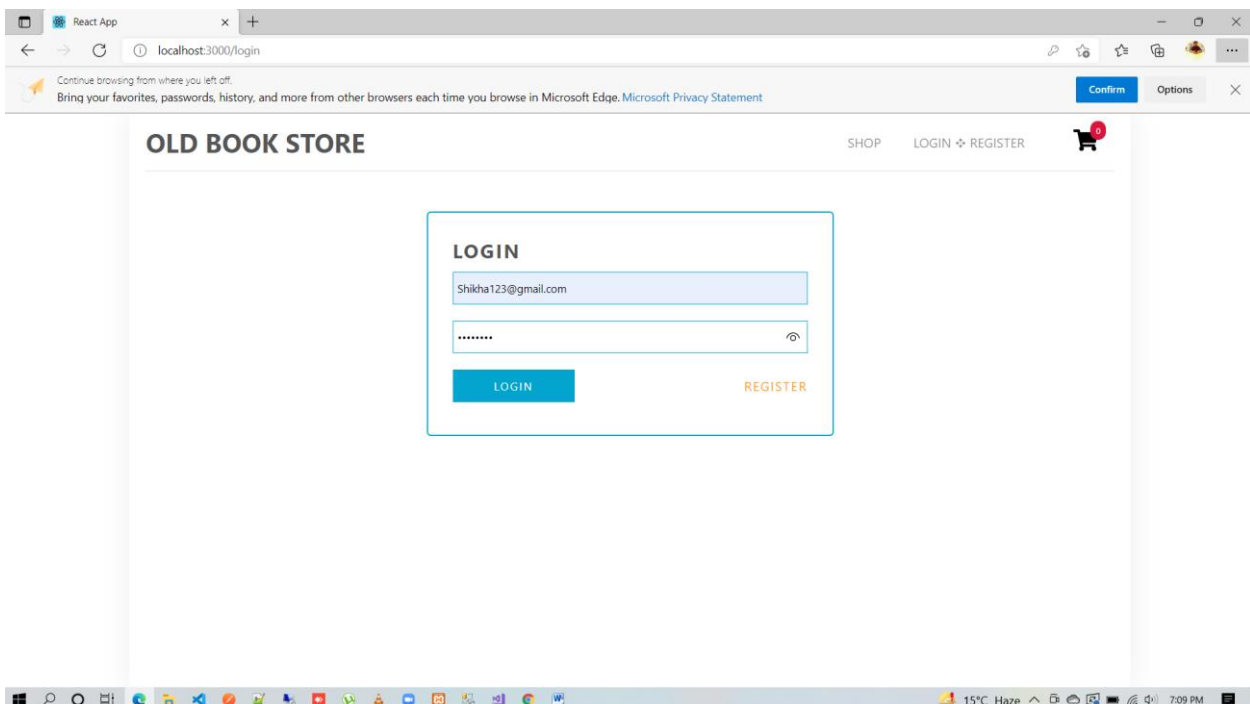 React App
localhost:3000/login
Continue browsing from where you left off.
Bring your favorites, passwords, history, and more from other browsers each time you browse in Microsoft Edge. Microsoft Privacy Statement
Confirm
Options
OLD BOOK STORE
SHOP
LOGIN ✣ REGISTER
0
LOGIN
Shikha123@gmail.com
••••••••
LOGIN
REGISTER
15°C Haze
7:09 PM